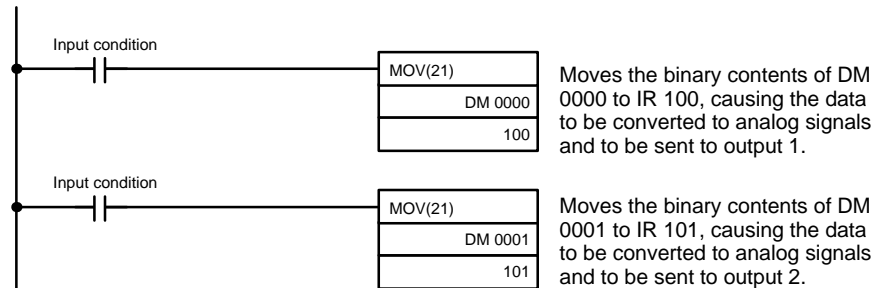 Input condition
MOV(21)
DM 0000
100
Moves the binary contents of DM
0000 to IR 100, causing the data
to be converted to analog signals
and to be sent to output 1.
Input condition
MOV(21)
DM 0001
101
Moves the binary contents of DM
0001 to IR 101, causing the data
to be converted to analog signals
and to be sent to output 2.